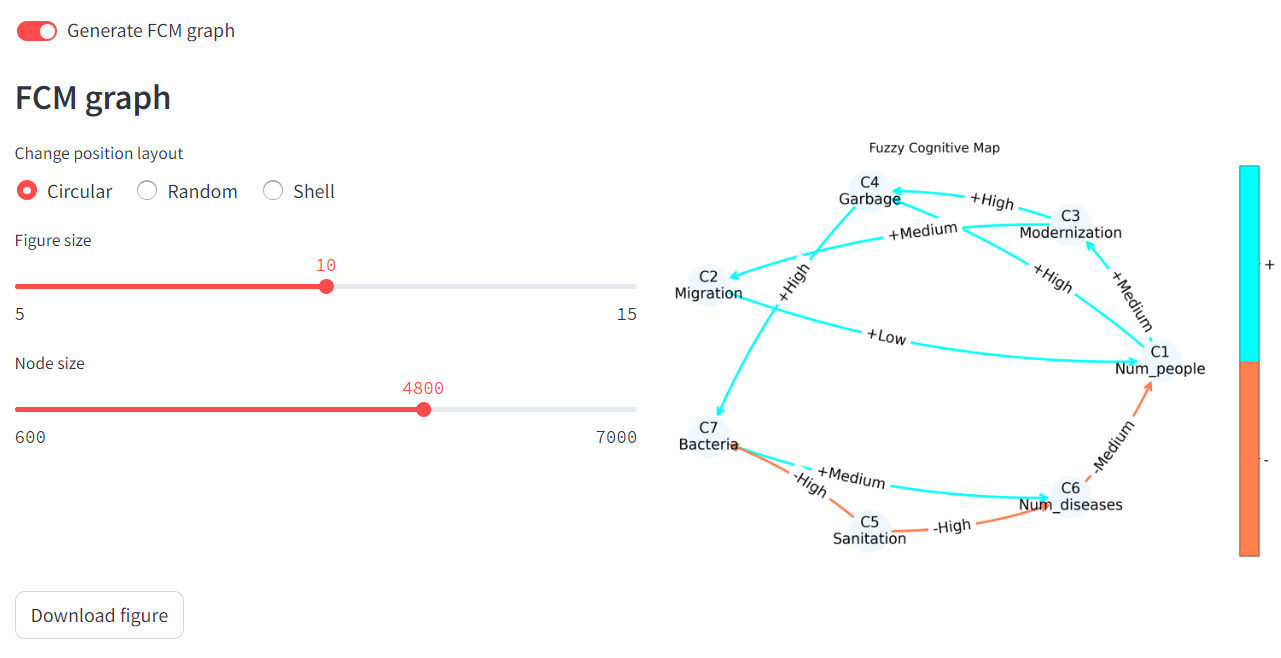 Generate FCM graph
FCM graph
Change position layout
Circular
Random
Shell
Figure size
10
5
15
Node size
4800
600
7000
Download figure
Fuzzy Cognitive Map
C4
Garbage
+High
C3
Modernization
+Medium
C2
Migration
+High
+High
+Medium
+Low
C1
Num_people
C7
Bacteria
-Medium
+Medium
-High
C6
Num_diseases
C5
Sanitation
-High
+
-